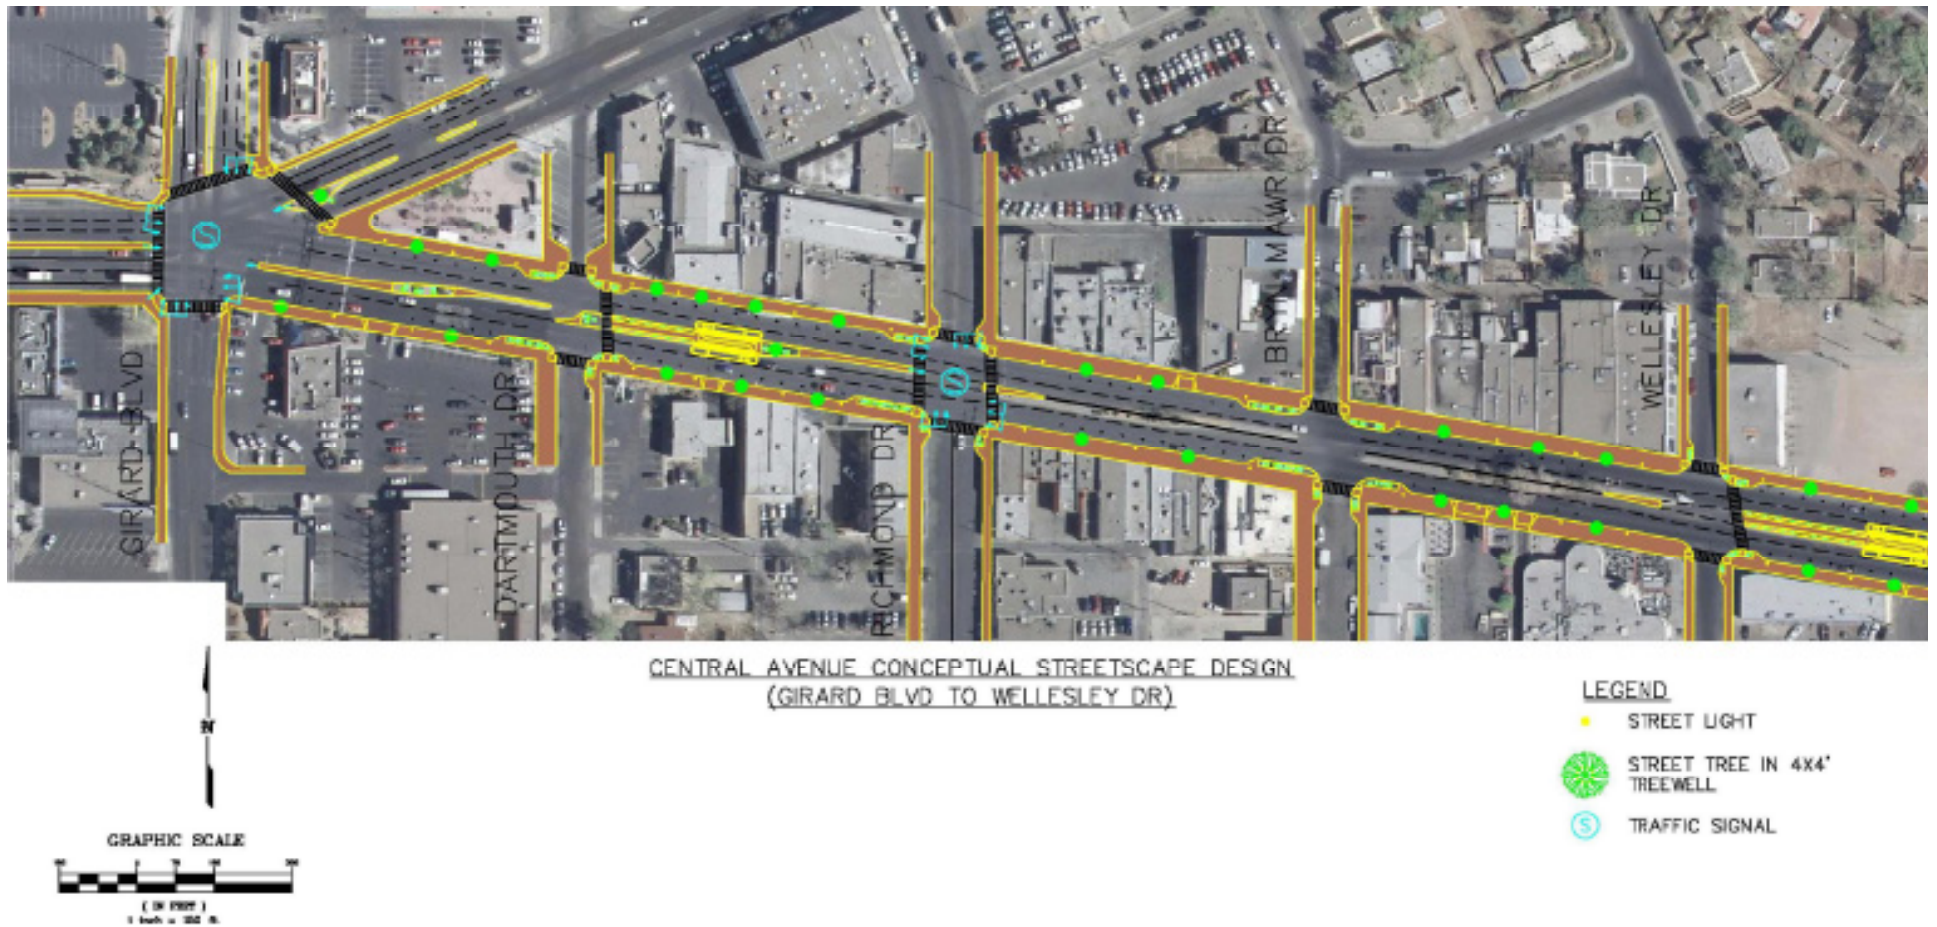 GIRARD BLVD
DARTMOUTH DR
RICHMOND DR
BRYN MAWR DR
WELLESLEY DR
CENTRAL AVENUE CONCEPTUAL STREETSCAPE DESIGN
(GIRARD BLVD TO WELLESLEY DR)
N
GRAPHIC SCALE
( IN FEET )
LEGEND
STREET LIGHT
STREET TREE IN 4X4'
TREEWELL
S TRAFFIC SIGNAL